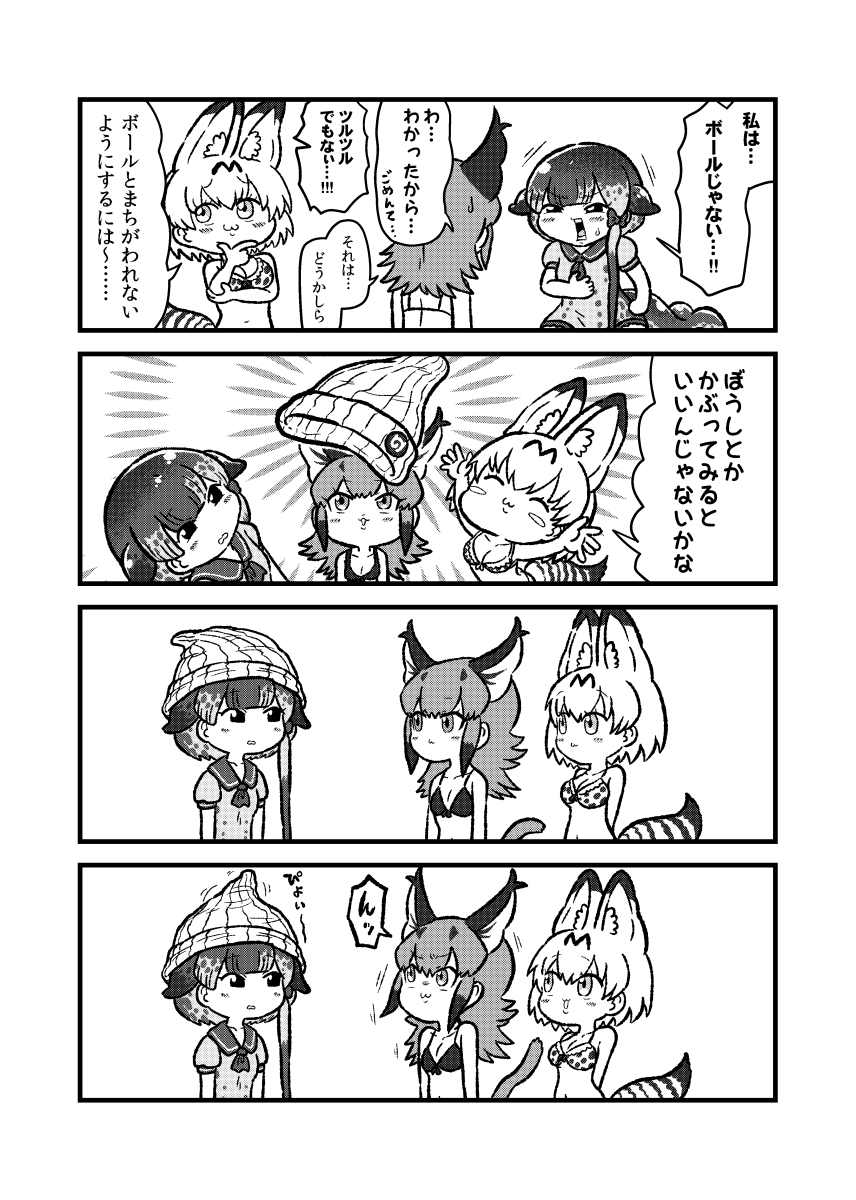 私は…
ボールじゃない…!!
わ…
わかったから…
ごめんて…
それは…
どうかしら
ツルツル
でもない…!!!
ボールとまちがわれない
ようにするには～……
ぼうしとか
かぶってみると
いいんじゃないかな
んッ
ぴょい～